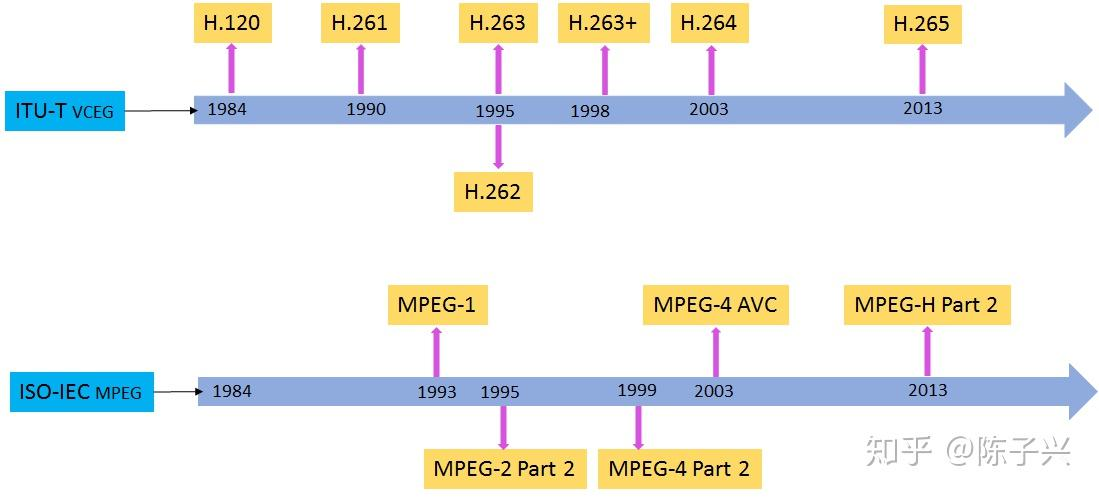 H.120 H.261 H.263 H.263+ H.264 H.265
ITU-T VCEG 1984 1990 1995 1998 2003 2013
H.262
MPEG-1 MPEG-4 AVC MPEG-H Part 2
ISO-IEC MPEG 1984 1993 1995 1999 2003 2013
MPEG-2 Part 2 MPEG-4 Part 2
知乎 @陈子兴